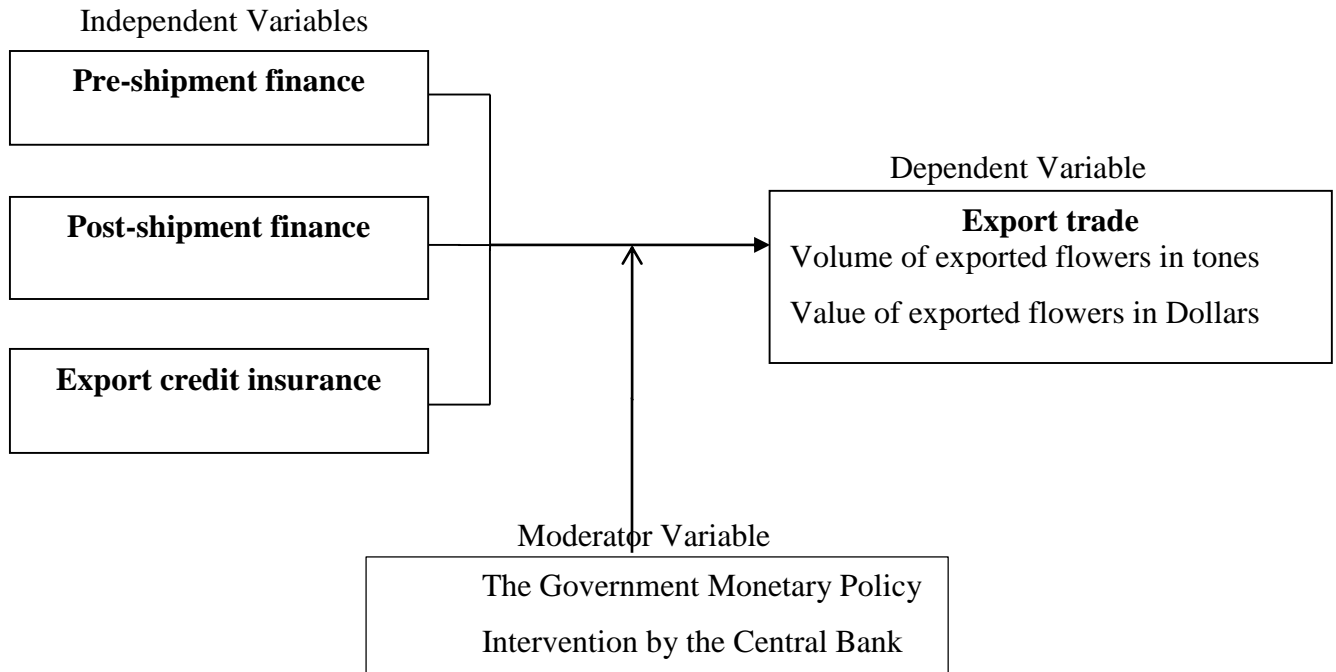 Independent Variables
Pre-shipment finance
Post-shipment finance
Export credit insurance
Dependent Variable
Export trade
Volume of exported flowers in tones
Value of exported flowers in Dollars
Moderator Variable
The Government Monetary Policy
Intervention by the Central Bank